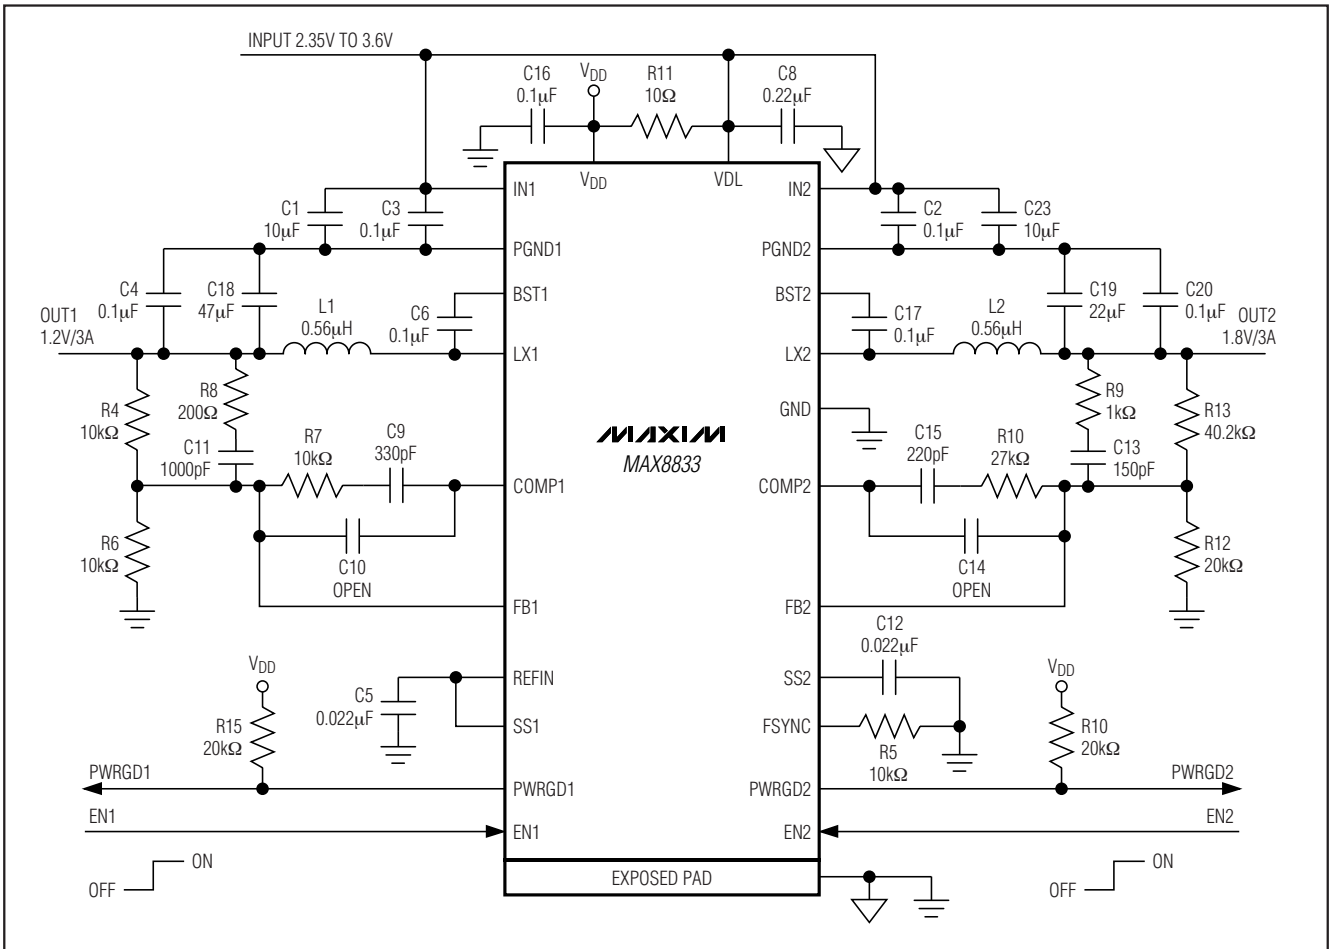 INPUT 2.35V TO 3.6V
C16
0.1µF
VDD
R11
10Ω
C8
0.22µF
VDD
VDL
IN1
IN2
C1
10µF
C3
0.1µF
C2
0.1µF
C23
10µF
PGND1
PGND2
C4
0.1µF
C18
47µF
L1
0.56µH
C6
0.1µF
BST1
BST2
C17
0.1µF
L2
0.56µH
C19
22µF
C20
0.1µF
OUT1
1.2V/3A
OUT2
1.8V/3A
LX1
LX2
R4
10kΩ
R8
200Ω
C11
1000pF
R7
10kΩ
C9
330pF
GND
MAXIM
MAX8833
C15
220pF
R10
27kΩ
R9
1kΩ
C13
150pF
R13
40.2kΩ
COMP1
COMP2
R6
10kΩ
C10
OPEN
C14
OPEN
R12
20kΩ
FB1
FB2
C12
0.022µF
VDD
C5
0.022µF
REFIN
SS2
VDD
R15
20kΩ
SS1
FSYNC
R5
10kΩ
R10
20kΩ
PWRGD1
PWRGD1
PWRGD2
PWRGD2
EN1
EN1
EN2
EN2
ON
OFF
EXPOSED PAD
ON
OFF